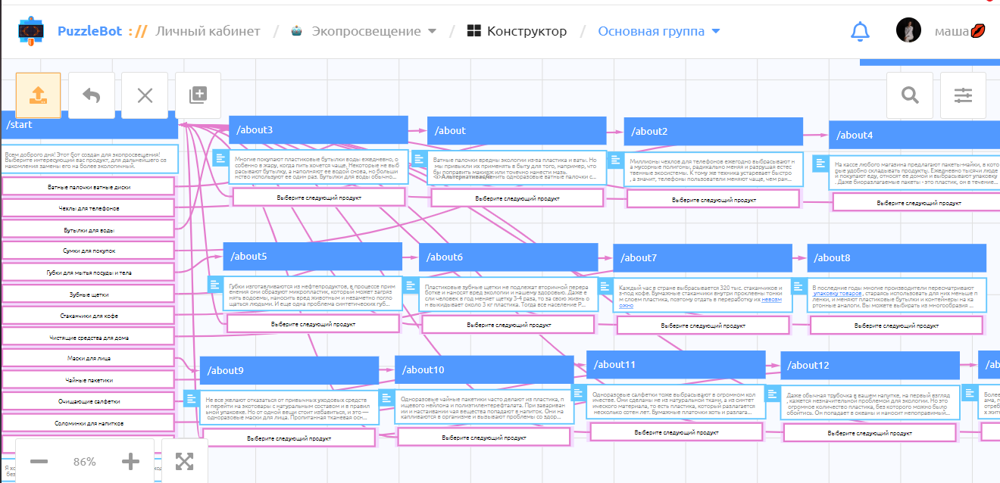 PuzzleBot :// Личный кабинет / Экопросвещение / Конструктор / Основная группа маша
/start
Всем доброго дня! Этот бот создан для экопросвещения!
Выберите интересующий вас продукт, для дальнейшего оз
накомления замены его на более экологичный.
Ватные палочки ватные диски
Чехлы для телефонов
Бутылки для воды
Сумки для покупок
Губки для мытья посуды и тела
Зубные щетки
Стаканчики для кофе
Чистящие средства для дома
Маски для лица
Чайные пакетики
Очищающие салфетки
Соломинки для напитков
86%
/about3
Многие покупают пластиковые бутылки воды ежедневно, о
собенно в жару, когда пить хочется чаще. Некоторые не выб
расывают бутылку, а наполняют ее водой снова, но больши
нство используют ее один раз. Бутылки для воды обычно...
Выберите следующий продукт
/about
Ватные палочки вредны экологии из-за пластика и ваты. Но
мы привыкли их применять в быту для того, например, что
бы поправить макияж или точечно нанести мазь.
Выберите следующий продукт
/about2
Миллионы чехлов для телефонов ежегодно выбрасывают н
а мусорные полигоны, радикально меняя и разрушая естес
твенные экосистемы. К тому же техника устаревает быстро
, а значит, телефоны пользователи меняют чаще, чем ран...
Выберите следующий продукт
/about4
На кассе любого магазина предлагают пакеты-майки, в кото
рые удобно складывать продукты. Ежедневно тысячи люде
й покупают еду, относят ее домой и выбрасывают упаковку
. Даже биоразлагаемые пакеты - это пластик, он в течение...
Выберите следующий продукт
/about5
Губки изготавливаются из нефтепродуктов, в процессе прим
енения они образуют микропластик, который может загряз
нять водоемы, наносить вред животным и незаметно погло
щаться людьми. И еще одна проблема синтетических губ...
Выберите следующий продукт
/about6
Пластиковые зубные щетки не подлежат вторичной перера
ботке и наносят вред экологии и нашему здоровью. Даже е
сли человек в год меняет щетку 3-4 раза, то за свою жизнь о
н выкидывает около 3 кг пластика. Тогда все население Р...
Выберите следующий продукт
/about7
Каждый час в стране выбрасывается 320 тыс. стаканчиков и
з-под кофе. Бумажные стаканчики внутри проклеены тонки
м слоем пластика, поэтому отдать в переработку их невозм
ожно
Выберите следующий продукт
/about8
В последние годы многие производители пересматривают
упаковку товаров, стараясь использовать для них меньше п
ленки, и меняют пластиковые бутылки и контейнеры на ка
ртонные аналоги. Вы можете выбирать из многообразия ...
Выберите следующий продукт
/about9
Не все желают отказаться от привычных уходовых средств
и перейти на экотовары с натуральным составом и в правил
ьной упаковке. Но от одной вещи стоит избавиться, и это —
одноразовые маски для лица. Пропитанная тканевая осн...
Выберите следующий продукт
/about10
Одноразовые чайные пакетики часто делают из пластика, п
ищевого нейлона и полиэтилентерефталата. При завариван
ии и настаивании чая вещества попадают в напиток. Они на
капливаются в организме и вызывают проблемы со здор...
Выберите следующий продукт
/about11
Одноразовые салфетки тоже выбрасывают в огромном кол
ичестве. Они сделаны не из натуральной ткани, а из синтет
ического материала, то есть пластика, который разлагается
несколько сотен лет. Бумажные платочки хоть и разлага...
Выберите следующий продукт
/about12
Даже обычная трубочка в вашем напитке, на первый взгляд
, кажется незначительной проблемой для экологии. Но это
огромное количество пластика, без которого можно было
обойтись. Он попадает в океаны и наносит непоправимый...
Выберите следующий продукт
/ab